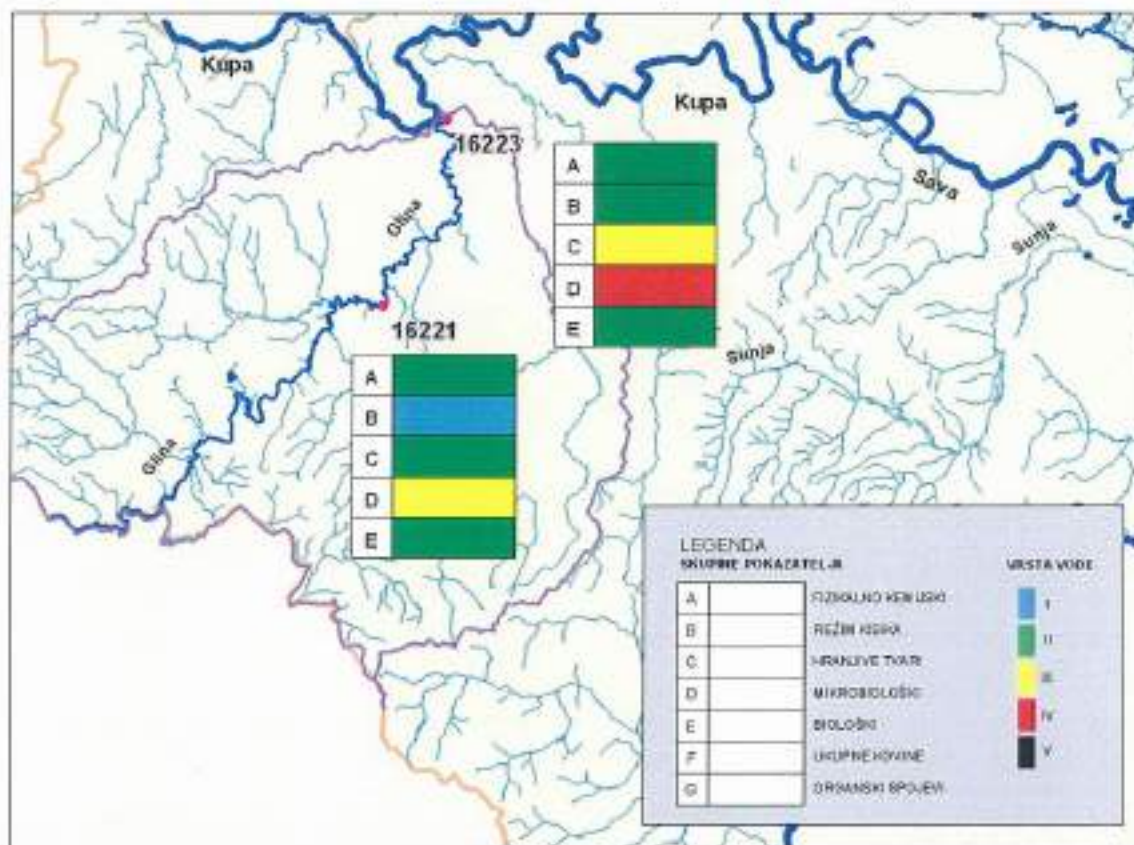 Kupa
Kupa
16223
Glina
Sava
Sunja
A
B
C
D
E
16221
Sunja
Glina
A
B
C
D
E
LEGENDA
SKUPINE POKAZATELJA
VRSTA VODE
A FIZIKALNO KEMIJSKI
B REŽIM KISIKA
C HRANJIVE TVARI
D MIKROBIOLOŠKI
E BIOLOŠKI
F UKUPNE KOVINE
G ORGANSKI SPOJEVI
I
II
III
IV
V